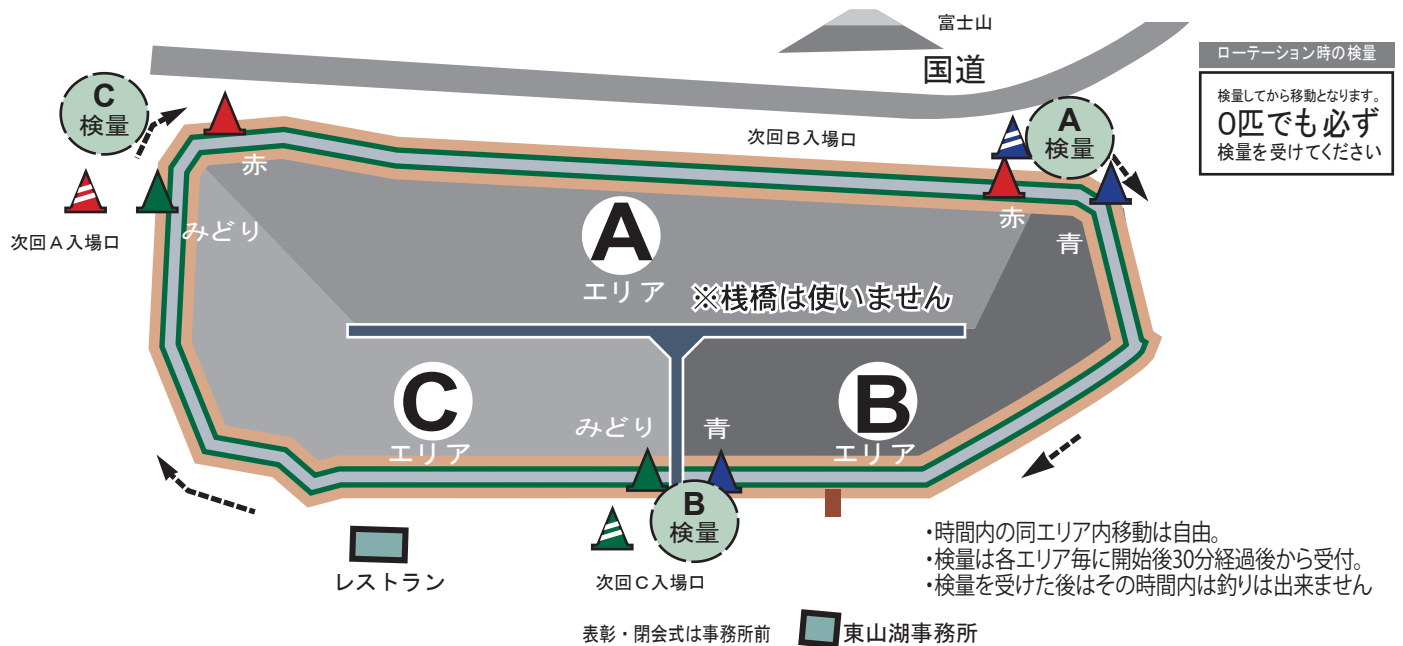 富士山
国道
ローテーション時の検量
検量してから移動となります。
0匹でも必ず
検量を受けてください
C
検量
A
検量
次回B入場口
赤
赤
青
みどり
次回A入場口
A
エリア
※桟橋は使いません
C
エリア
B
エリア
みどり
青
B
検量
次回C入場口
レストラン
・時間内の同エリア内移動は自由。
・検量は各エリア毎に開始後30分経過後から受付。
・検量を受けた後はその時間内は釣りは出来ません
表彰・閉会式は事務所前
東山湖事務所